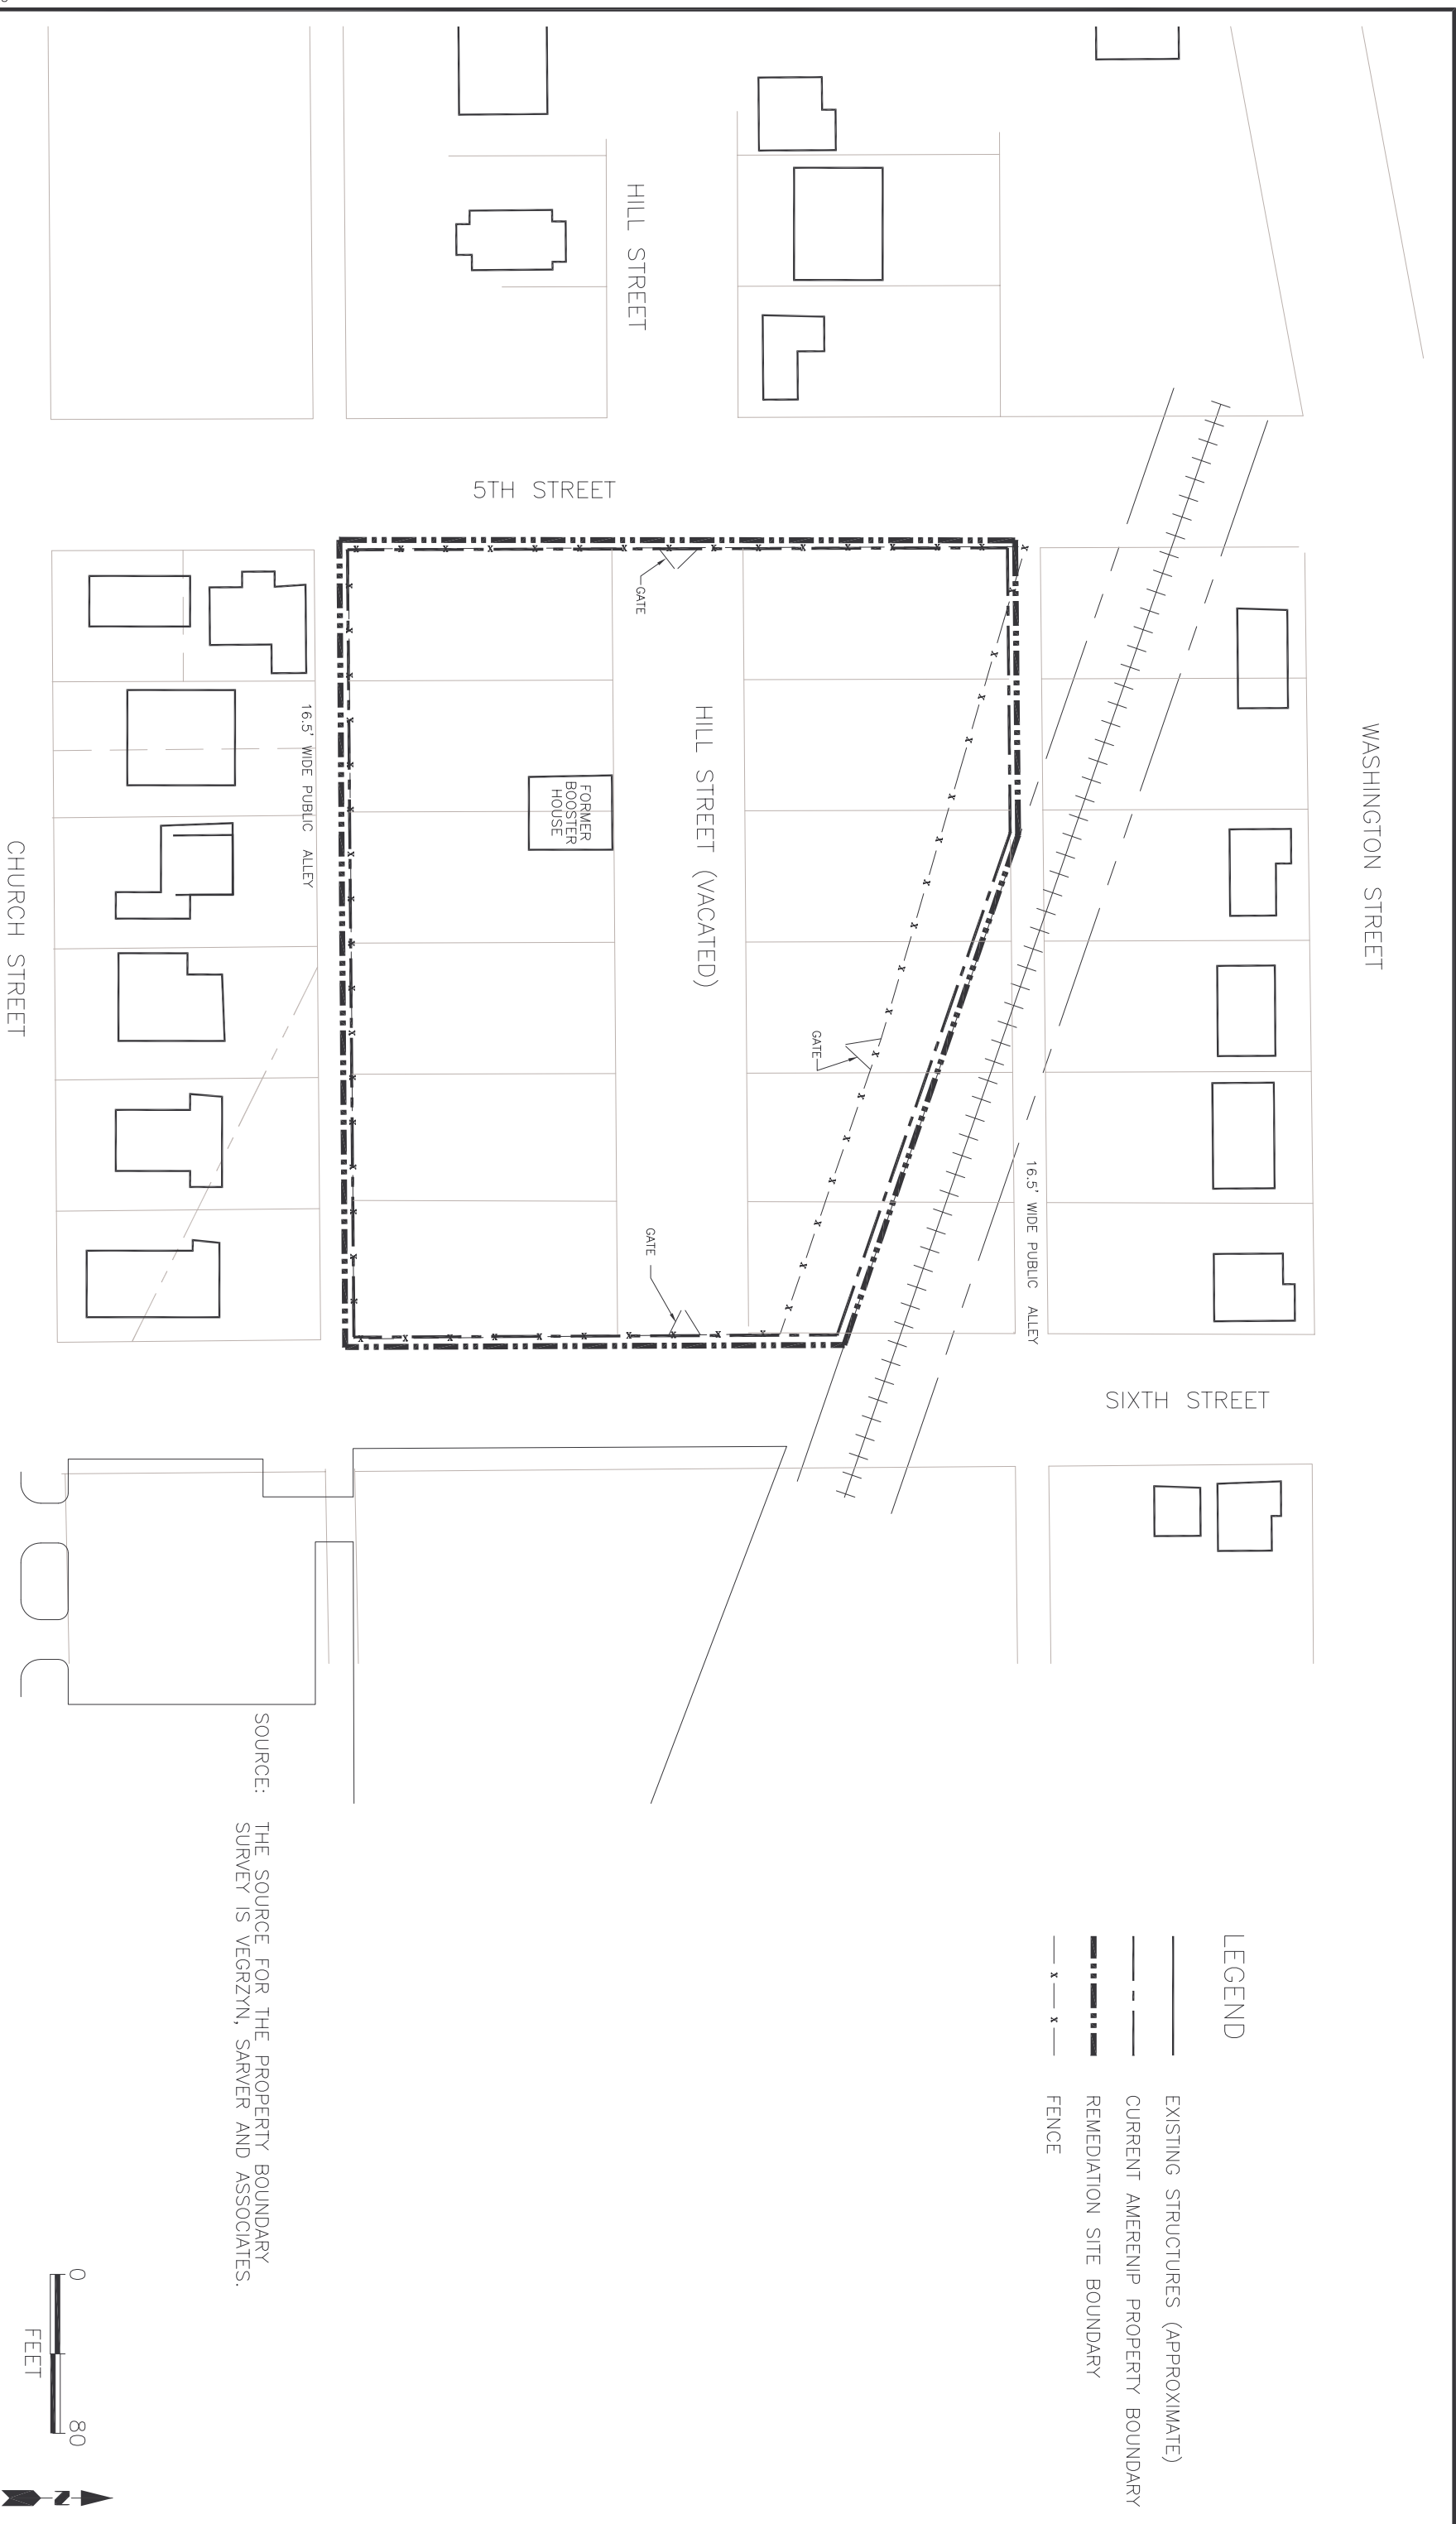 WASHINGTON STREET
HILL STREET
5TH STREET
SIXTH STREET
16.5' WIDE PUBLIC ALLEY
GATE
GATE
GATE
HILL STREET (VACATED)
FORMER
BOOSTER
HOUSE
16.5' WIDE PUBLIC ALLEY
CHURCH STREET
LEGEND
EXISTING STRUCTURES (APPROXIMATE)
CURRENT AMERENIP PROPERTY BOUNDARY
REMEDIATION SITE BOUNDARY
x x FENCE
SOURCE: THE SOURCE FOR THE PROPERTY BOUNDARY
SURVEY IS VEGRZYN, SARVER AND ASSOCIATES.
0 80
FEET
N